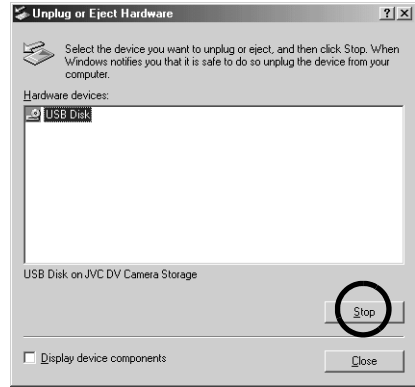 Unplug or Eject Hardware
Select the device you want to unplug or eject, and then click Stop. When
Windows notifies you that it is safe to do so unplug the device from your
computer.
Hardware devices:
USB Disk
USB Disk on JVC DV Camera Storage
Stop
Display device components
Close